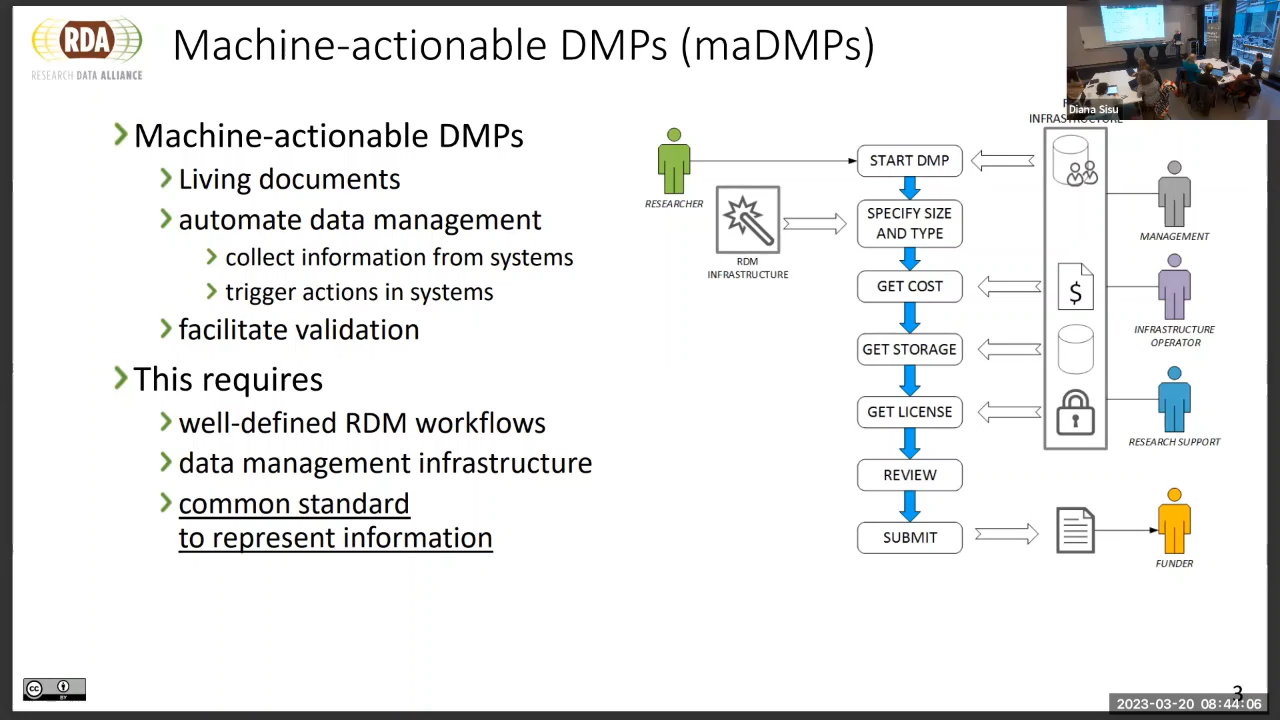 RDA
RESEARCH DATA ALLIANCE
Machine-actionable DMPs (maDMPs)
Diana Sisu
Machine-actionable DMPs
Living documents
automate data management
collect information from systems
trigger actions in systems
facilitate validation
This requires
well-defined RDM workflows
data management infrastructure
common standard
to represent information
RESEARCHER
RDM
INFRASTRUCTURE
START DMP
SPECIFY SIZE
AND TYPE
GET COST
GET STORAGE
GET LICENSE
REVIEW
SUBMIT
INFRASTRUCTURE
$
MANAGEMENT
INFRASTRUCTURE
OPERATOR
RESEARCH SUPPORT
FUNDER
cc
BY
3
2023-03-20 08:44:06